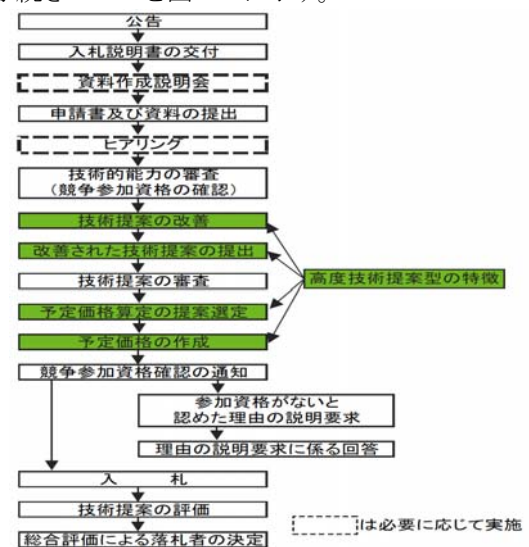 公告
入札説明書の交付
資料作成説明会
申請書及び資料の提出
ヒアリング
技術的能力の審査
（競争参加資格の確認）
技術提案の改善
改善された技術提案の提出
技術提案の審査
高度技術提案型の特徴
予定価格算定の提案選定
予定価格の作成
競争参加資格確認の通知
参加資格がないと
認めた理由の説明要求
理由の説明要求に係る回答
入　札
技術提案の評価
は必要に応じて実施
総合評価による落札者の決定